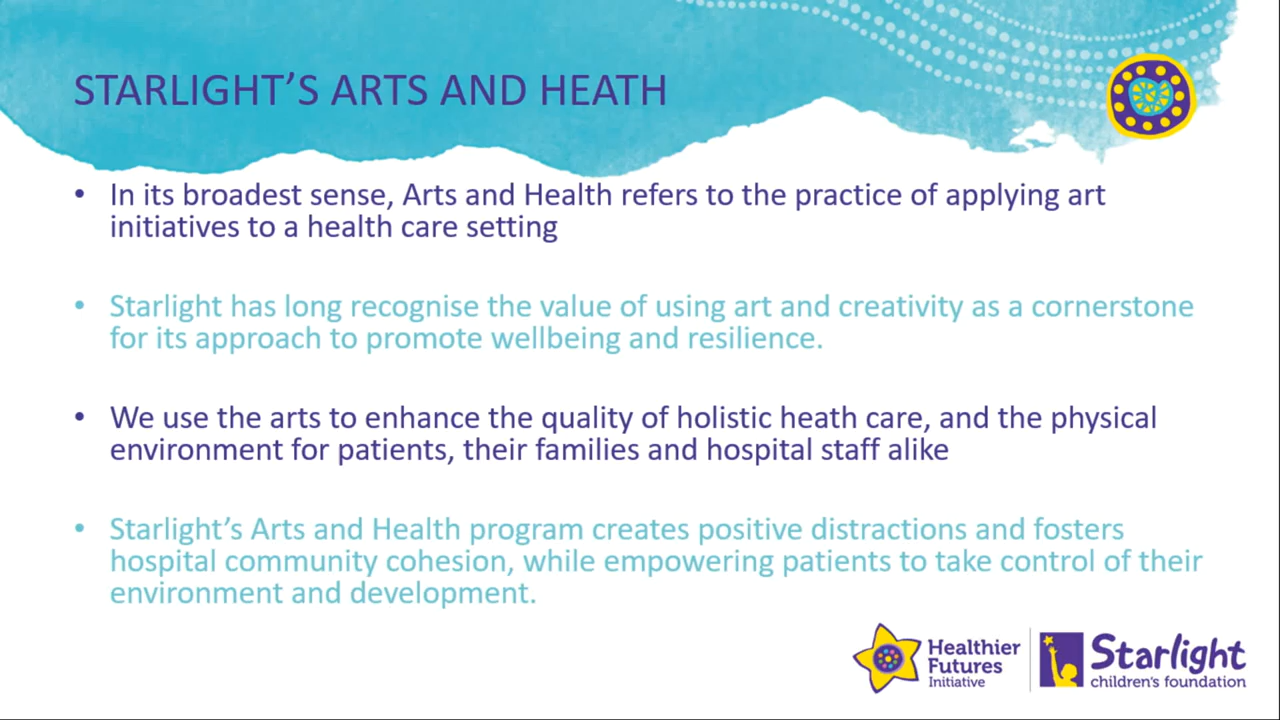 STARLIGHT’S ARTS AND HEATH
• In its broadest sense, Arts and Health refers to the practice of applying art
initiatives to a health care setting
• Starlight has long recognise the value of using art and creativity as a cornerstone
for its approach to promote wellbeing and resilience.
• We use the arts to enhance the quality of holistic heath care, and the physical
environment for patients, their families and hospital staff alike
• Starlight’s Arts and Health program creates positive distractions and fosters
hospital community cohesion, while empowering patients to take control of their
environment and development.
Healthier
Futures
Initiative
Starlight
children's foundation